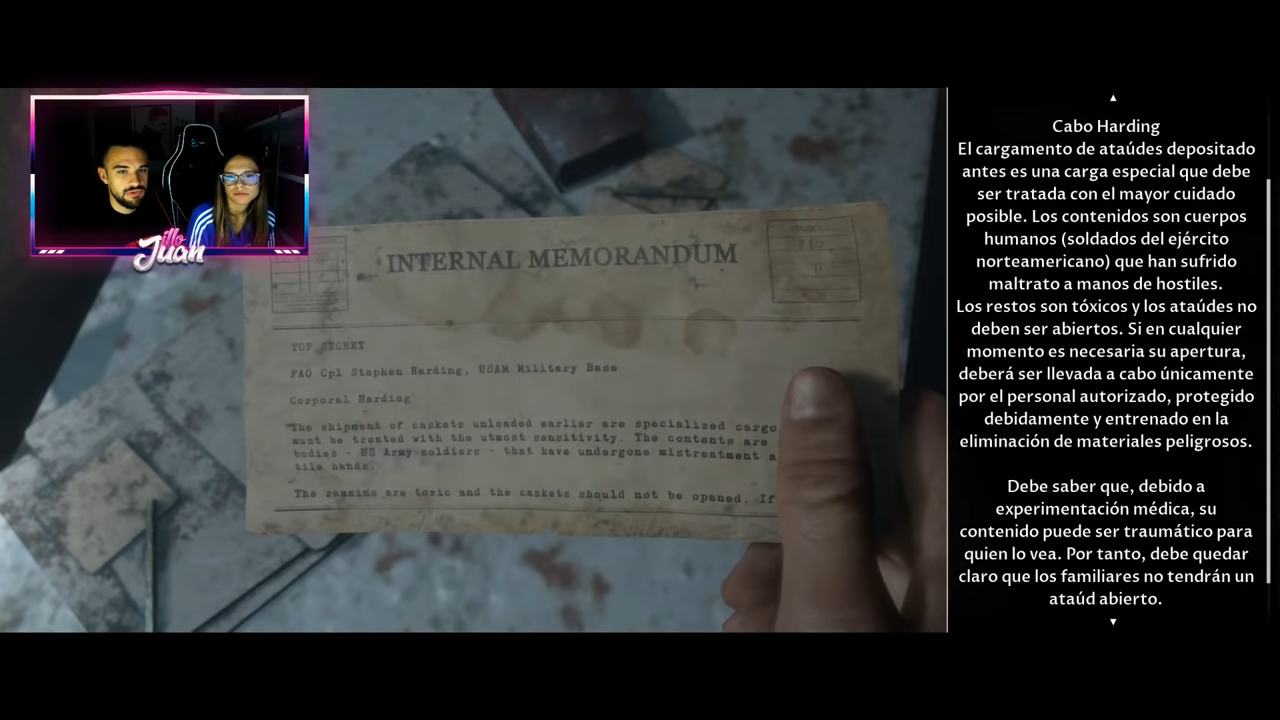 illo
Juan
INTERNAL MEMORANDUM
TOP SECRET
FAO Cpl Stephen Harding, USAM Military Base
Corporal Harding
The shipment of caskets unloaded earlier are specialized cargo
must be treated with the utmost sensitivity. The contents are
bodies - US Army soldiers - that have undergone mistreatment a
tile hands.
The remains are toxic and the caskets should not be opened. If
Cabo Harding
El cargamento de ataúdes depositado
antes es una carga especial que debe
ser tratada con el mayor cuidado
posible. Los contenidos son cuerpos
humanos (soldados del ejército
norteamericano) que han sufrido
maltrato a manos de hostiles.
Los restos son tóxicos y los ataúdes no
deben ser abiertos. Si en cualquier
momento es necesaria su apertura,
deberá ser llevada a cabo únicamente
por el personal autorizado, protegido
debidamente y entrenado en la
eliminación de materiales peligrosos.
Debe saber que, debido a
experimentación médica, su
contenido puede ser traumático para
quien lo vea. Por tanto, debe quedar
claro que los familiares no tendrán un
ataúd abierto.